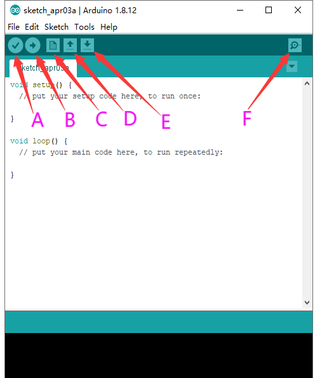 sketch_apr03a | Arduino 1.8.12
File Edit Sketch Tools Help
sketch_apr03a
void setup() {
// put your setup code here, to run once:
}
void loop() {
// put your main code here, to run repeatedly:
}
A B C D E F